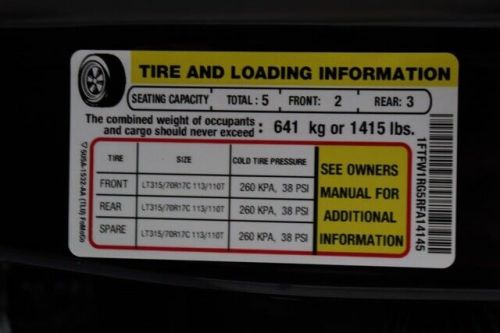 TIRE AND LOADING INFORMATION
SEATING CAPACITY TOTAL: 5 FRONT: 2 REAR: 3
The combined weight of occupants
and cargo should never exceed: 641 kg or 1415 lbs.
TIRE SIZE COLD TIRE PRESSURE
FRONT LT315/70R17C 113/110T 260 KPA, 38 PSI
REAR LT315/70R17C 113/110T 260 KPA, 38 PSI
SPARE LT315/70R17C 113/110T 260 KPA, 38 PSI
SEE OWNERS
MANUAL FOR
ADDITIONAL
INFORMATION
1FTFW1RG5RFA14145